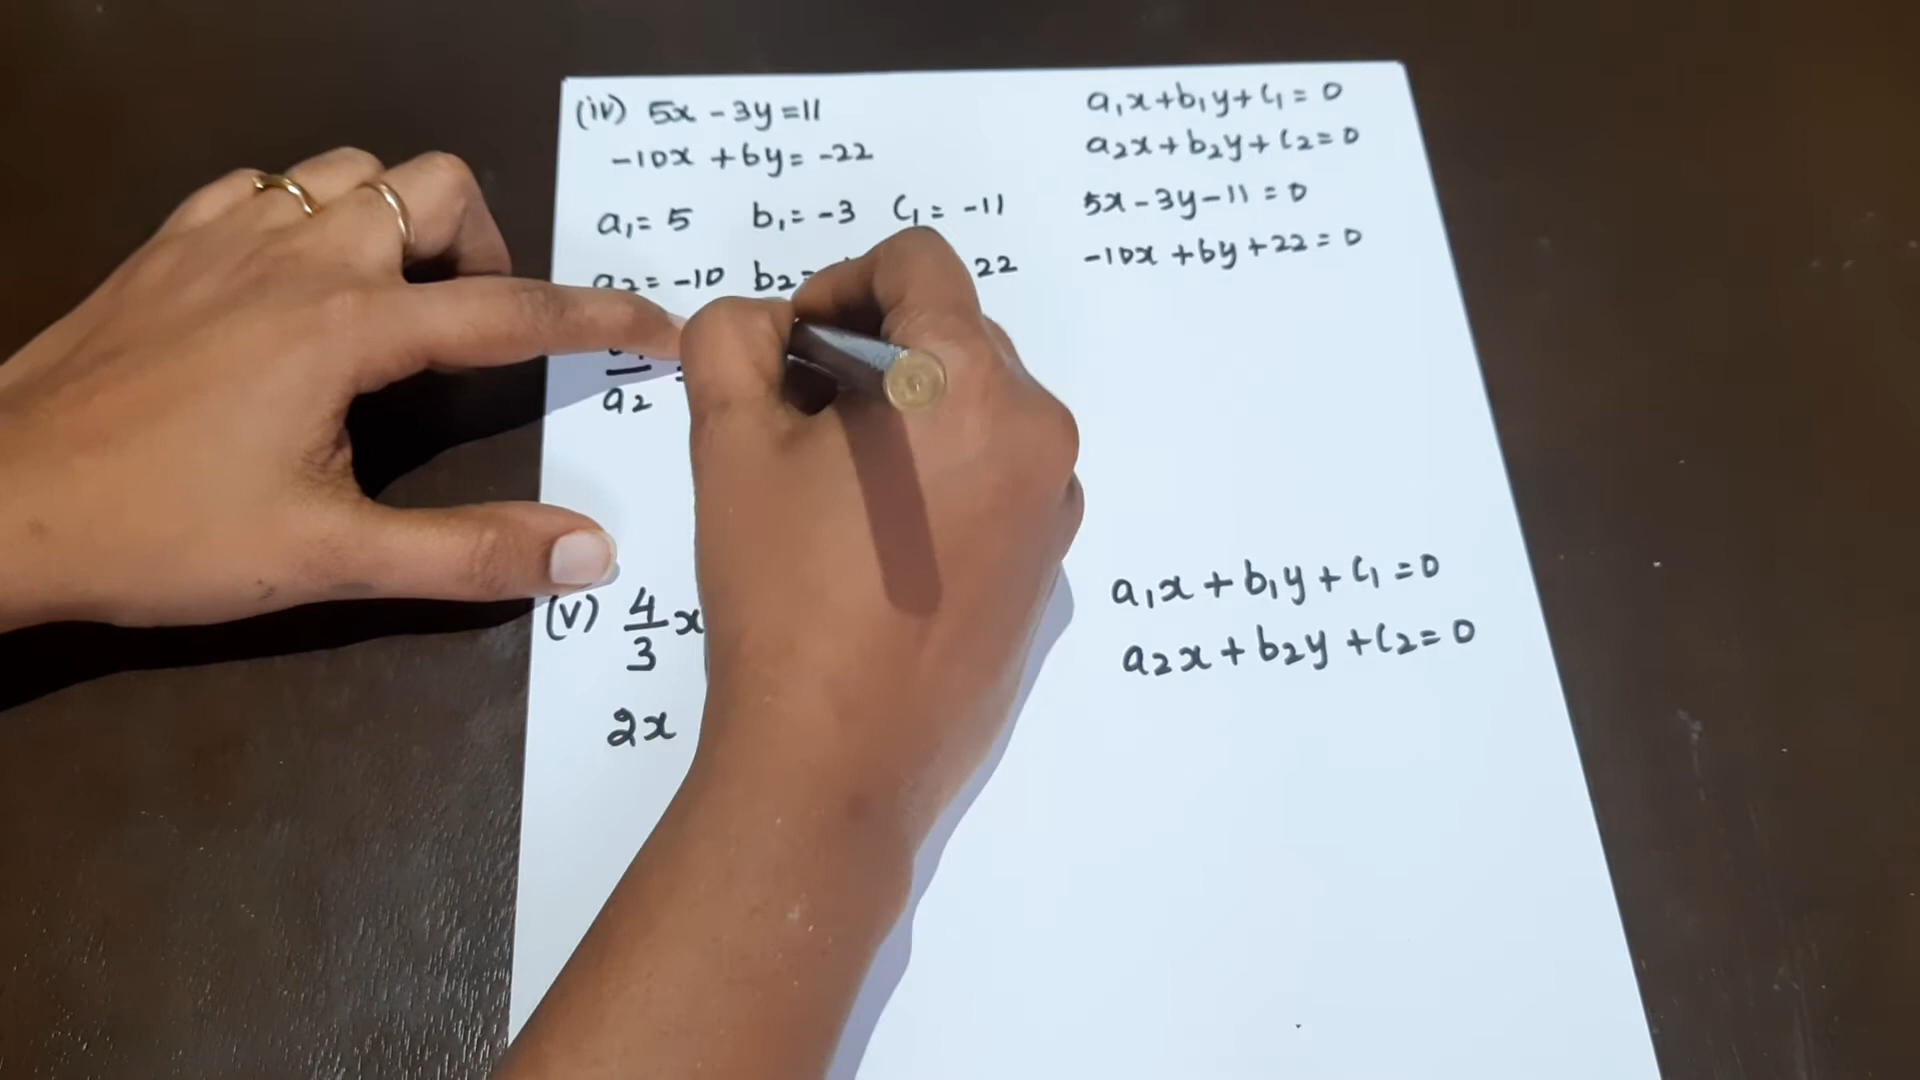 (iv) 5x - 3y = 11
-10x + 6y = -22
a₁ = 5 b₁ = -3 c₁ = -11
a₂ = -10 b₂ = 22
a₂
a₁x + b₁y + c₁ = 0
a₂x + b₂y + c₂ = 0
5x - 3y - 11 = 0
-10x + 6y + 22 = 0
(v) 4/3 x
2x
a₁x + b₁y + c₁ = 0
a₂x + b₂y + c₂ = 0